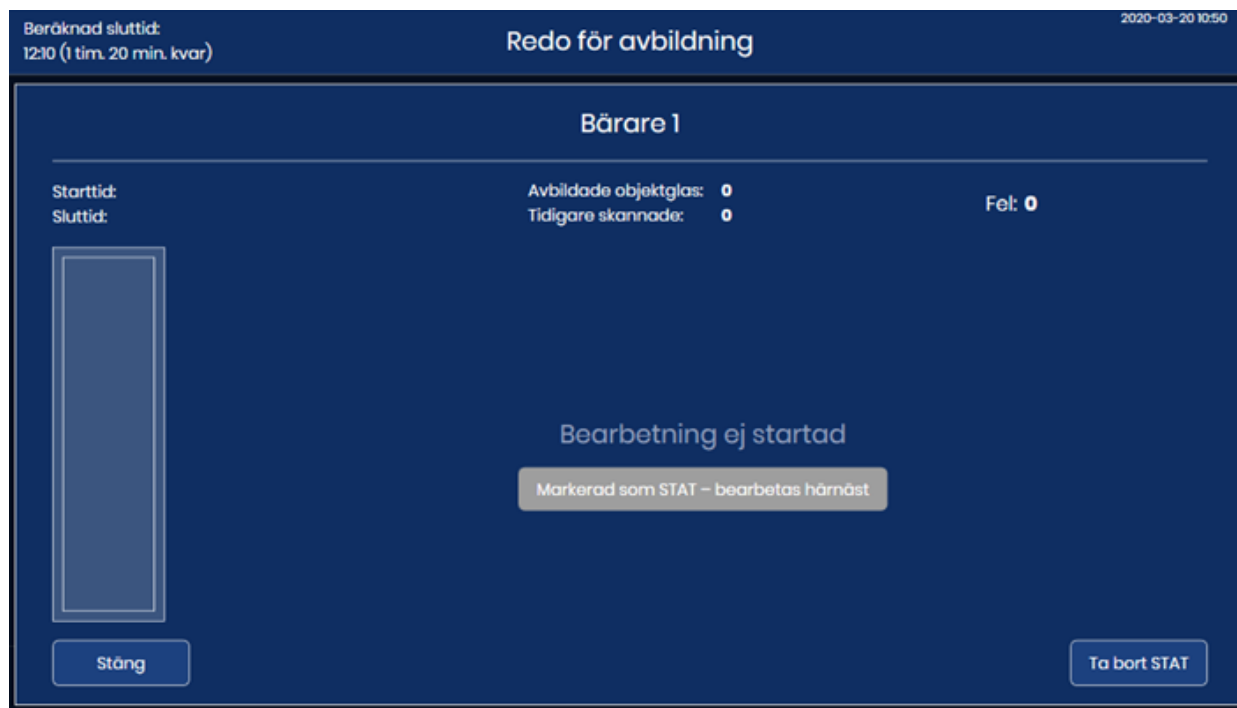 Beräknad sluttid:
12:10 (1 tim. 20 min. kvar)
Redo för avbildning
2020-03-20 10:50
Bärare 1
Starttid:
Sluttid:
Avbildade objektglas: 0
Tidigare skannade: 0
Fel: 0
Bearbetning ej startad
Markerad som STAT – bearbetas härnäst
Stäng
Ta bort STAT